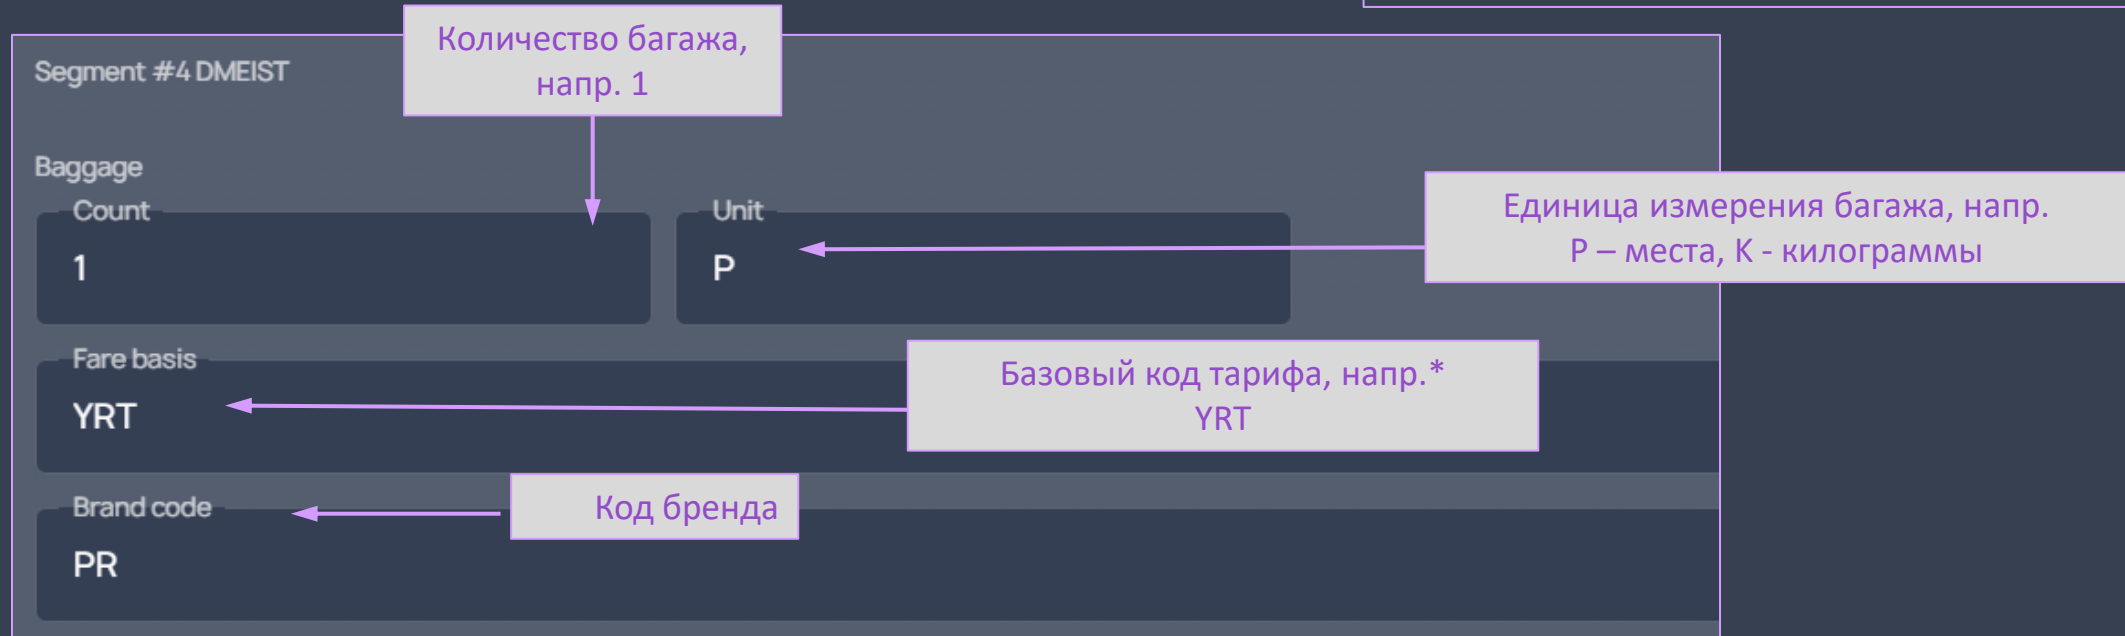 Количество багажа,
напр. 1
Segment #4 DMEIST
Baggage
Count
1
Unit
P
Единица измерения багажа, напр.
P – места, K - килограммы
Fare basis
YRT
Базовый код тарифа, напр.*
YRT
Brand code
PR
Код бренда